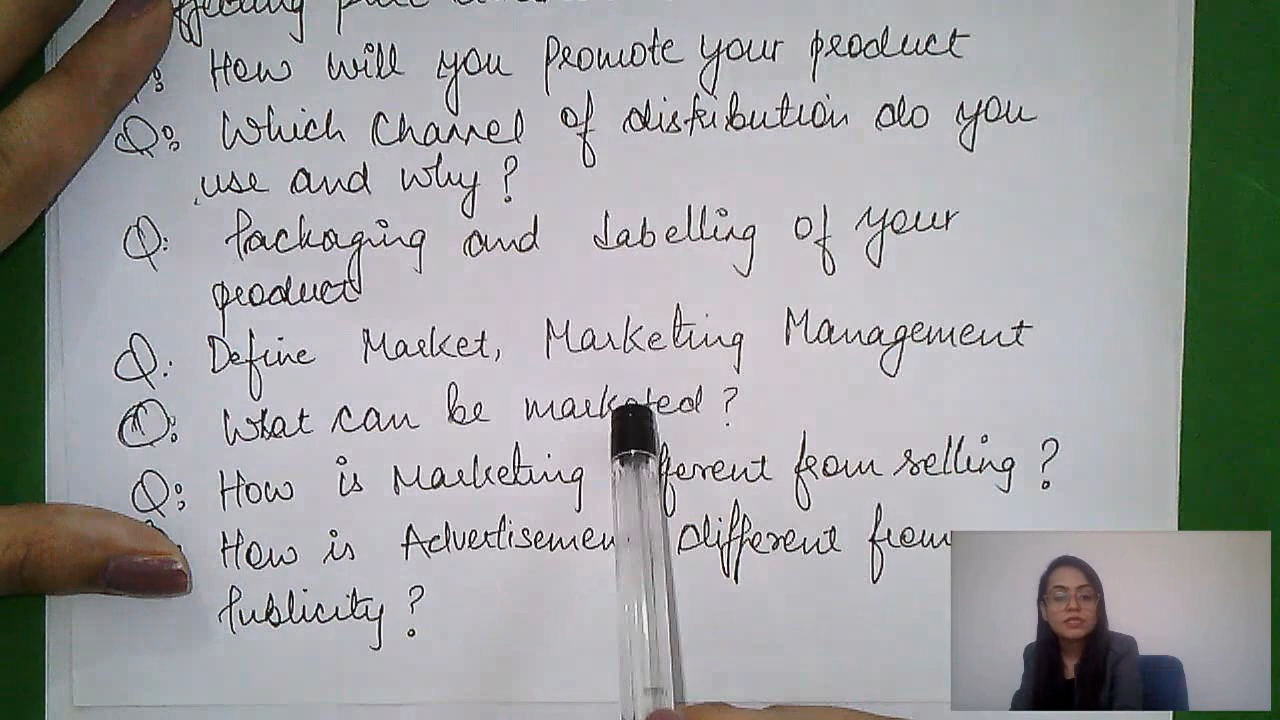 How will you promote your product
Q: Which channel of distribution do you
use and why?
Q: Packaging and labelling of your
product
Q. Define Market, Marketing Management
Q: What can be marketed?
Q: How is Marketing fferent from selling?
How is Advertisemen different from
Publicity?